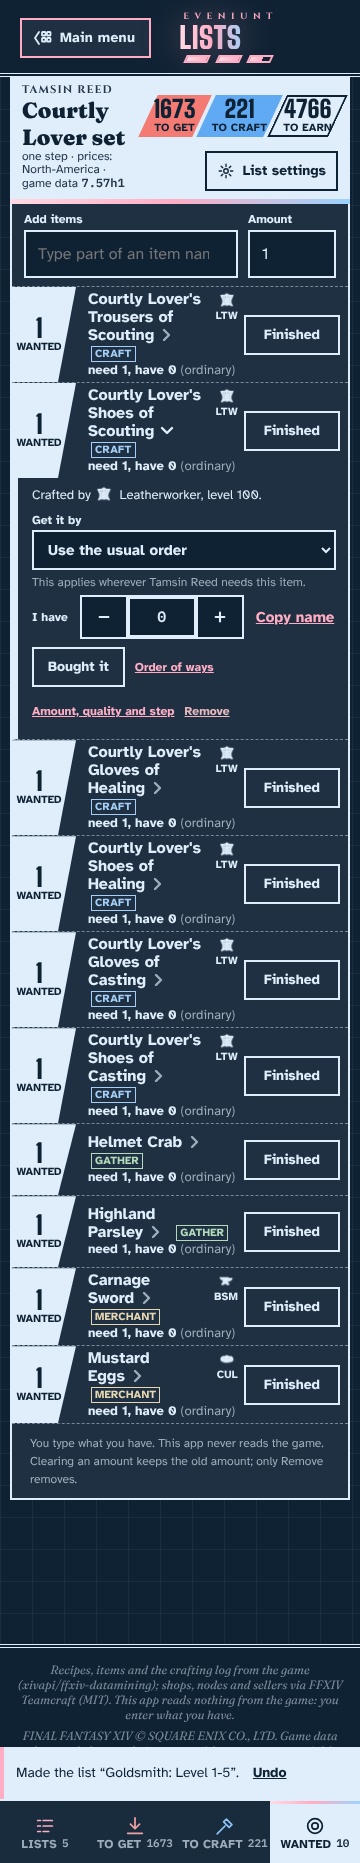 Main menu
EVENIUNT
LISTS
TAMSIN REED
Courtly
Lover set
one step · prices:
North-America ·
game data 7.57h1
1673
TO GET
221
TO CRAFT
4766
TO EARN
List settings
Add items
Amount
Type part of an item nan
1
1
WANTED
Courtly Lover's
Trousers of
Scouting
CRAFT
need 1, have 0 (ordinary)
LTW
Finished
1
WANTED
Courtly Lover's
Shoes of
Scouting
CRAFT
need 1, have 0 (ordinary)
LTW
Finished
Crafted by Leatherworker, level 100.
Get it by
Use the usual order
This applies wherever Tamsin Reed needs this item.
I have
−
0
+
Copy name
Bought it
Order of ways
Amount, quality and step
Remove
1
WANTED
Courtly Lover's
Gloves of
Healing
CRAFT
need 1, have 0 (ordinary)
LTW
Finished
1
WANTED
Courtly Lover's
Shoes of
Healing
CRAFT
need 1, have 0 (ordinary)
LTW
Finished
1
WANTED
Courtly Lover's
Gloves of
Casting
CRAFT
need 1, have 0 (ordinary)
LTW
Finished
1
WANTED
Courtly Lover's
Shoes of
Casting
CRAFT
need 1, have 0 (ordinary)
LTW
Finished
1
WANTED
Helmet Crab
GATHER
need 1, have 0 (ordinary)
Finished
1
WANTED
Highland
Parsley
GATHER
need 1, have 0 (ordinary)
Finished
1
WANTED
Carnage
Sword
MERCHANT
need 1, have 0 (ordinary)
BSM
Finished
1
WANTED
Mustard
Eggs
MERCHANT
need 1, have 0 (ordinary)
CUL
Finished
You type what you have. This app never reads the game.
Clearing an amount keeps the old amount; only Remove
removes.
Recipes, items and the crafting log from the game
(xivapi/ffxiv-datamining); shops, nodes and sellers via FFXIV
Teamcraft (MIT). This app reads nothing from the game: you
enter what you have.
FINAL FANTASY XIV © SQUARE ENIX CO., LTD. Game data
Made the list “Goldsmith: Level 1-5”.
Undo
LISTS 5
TO GET 1673
TO CRAFT 221
WANTED 10